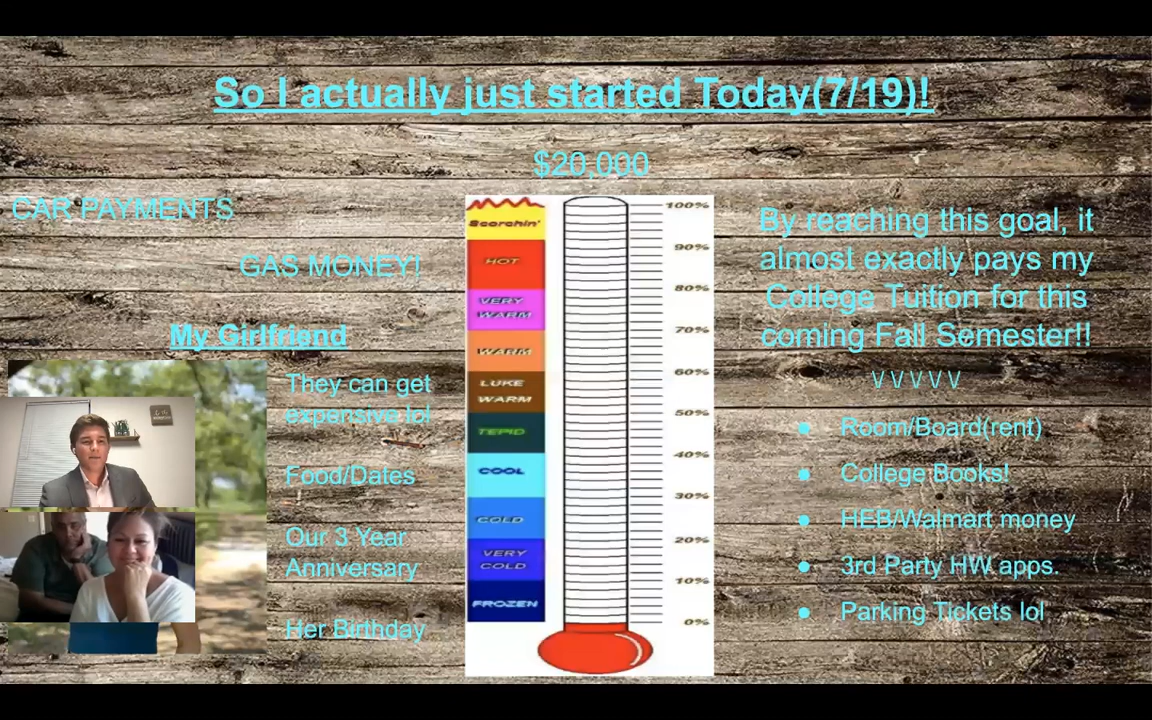 So I actually just started Today(7/19)!
$20,000
CAR PAYMENTS
GAS MONEY!
My Girlfriend
They can get
expensive lol
Food/Dates
Our 3 Year
Anniversary
Her Birthday
Scorchin'
HOT
VERY
WARM
WARM
LUKE
WARM
TEPID
COOL
COLD
VERY
COLD
FROZEN
100%
90%
80%
70%
60%
50%
40%
30%
20%
10%
0%
By reaching this goal, it
almost exactly pays my
College Tuition for this
coming Fall Semester!!
\/ \/ \/ \/ \/
● Room/Board(rent)
● College Books!
● HEB/Walmart money
● 3rd Party HW apps.
● Parking Tickets lol